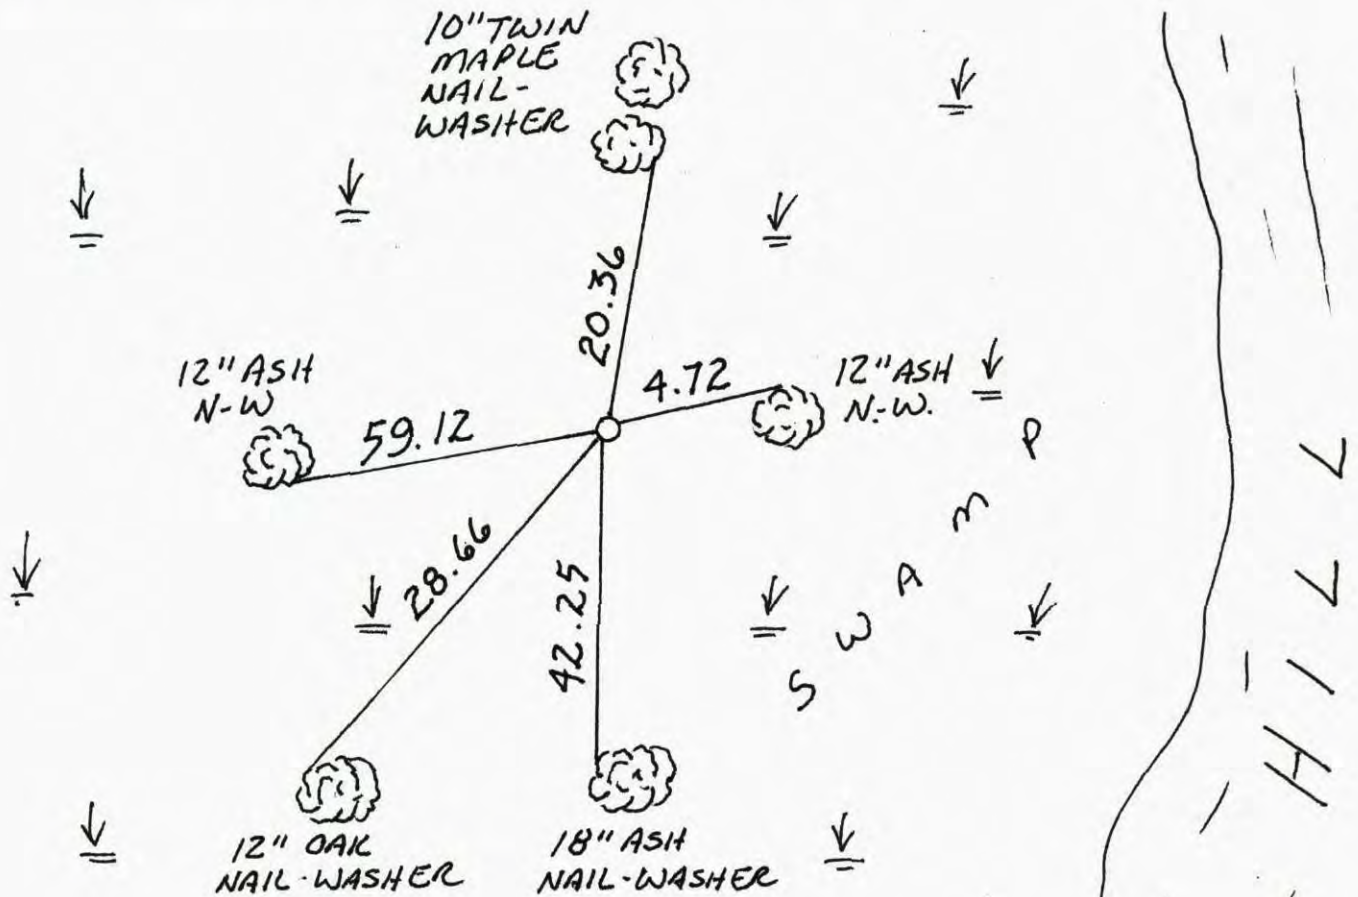 10" TWIN
MAPLE
NAIL-
WASHER
20.36
12" ASH
N-W
59.12
4.72
12" ASH
N.-W.
28.66
42.25
SWAMP
HILL
12" OAK
NAIL-WASHER
18" ASH
NAIL-WASHER